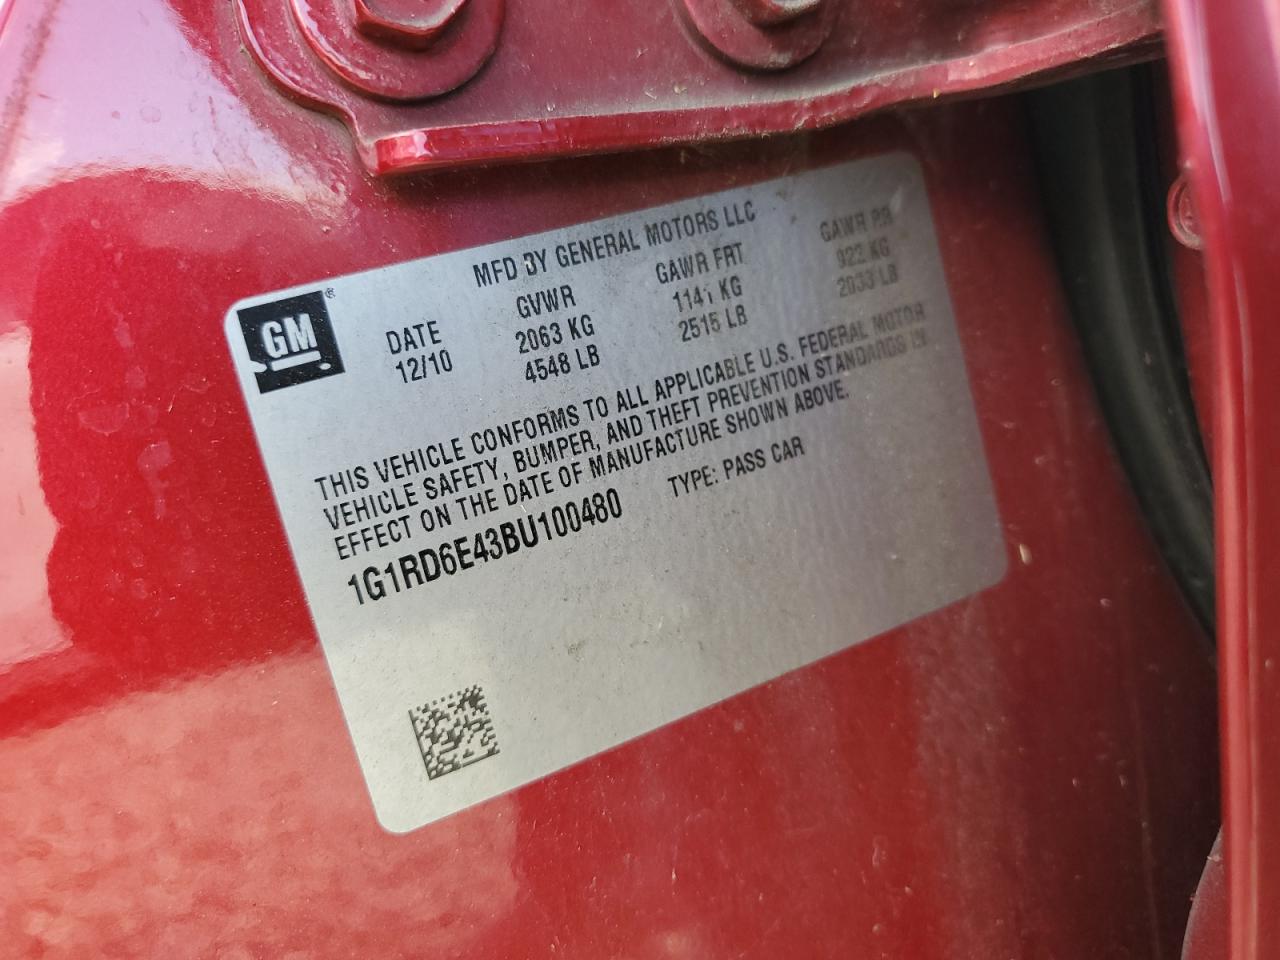 MFD BY GENERAL MOTORS LLC
GM®
DATE GVWR GAWR FRT GAWR RR
12/10 2063 KG 1141 KG 922 KG
4548 LB 2515 LB 2033 LB
THIS VEHICLE CONFORMS TO ALL APPLICABLE U.S. FEDERAL MOTOR
VEHICLE SAFETY, BUMPER, AND THEFT PREVENTION STANDARDS IN
EFFECT ON THE DATE OF MANUFACTURE SHOWN ABOVE.
1G1RD6E43BU100480 TYPE: PASS CAR